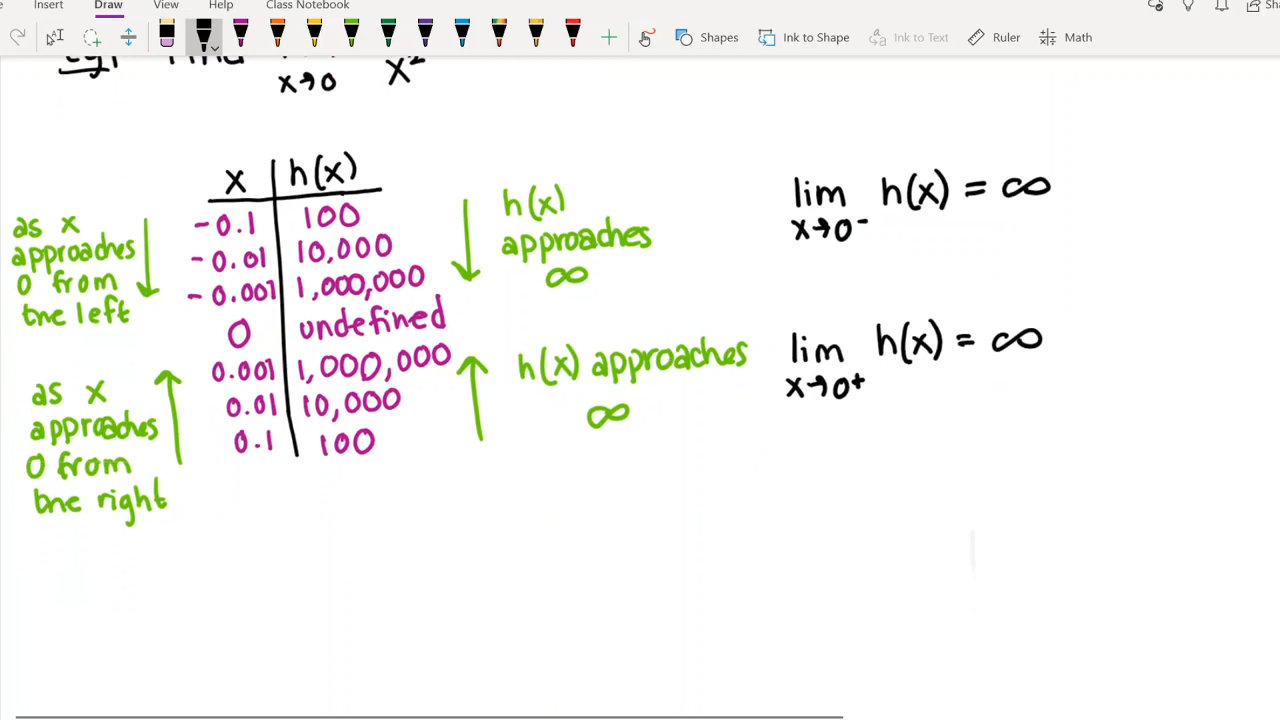 Insert Draw View Help Class Notebook
Shapes Ink to Shape Ink to Text Ruler Math
x→0 x²
x h(x)
-0.1 100
-0.01 10,000
-0.001 1,000,000
0 undefined
0.001 1,000,000
0.01 10,000
0.1 100
as x
approaches
0 from
the left
as x
approaches
0 from
the right
h(x)
approaches
∞
h(x) approaches
∞
lim h(x) = ∞
x→0⁻
lim h(x) = ∞
x→0⁺